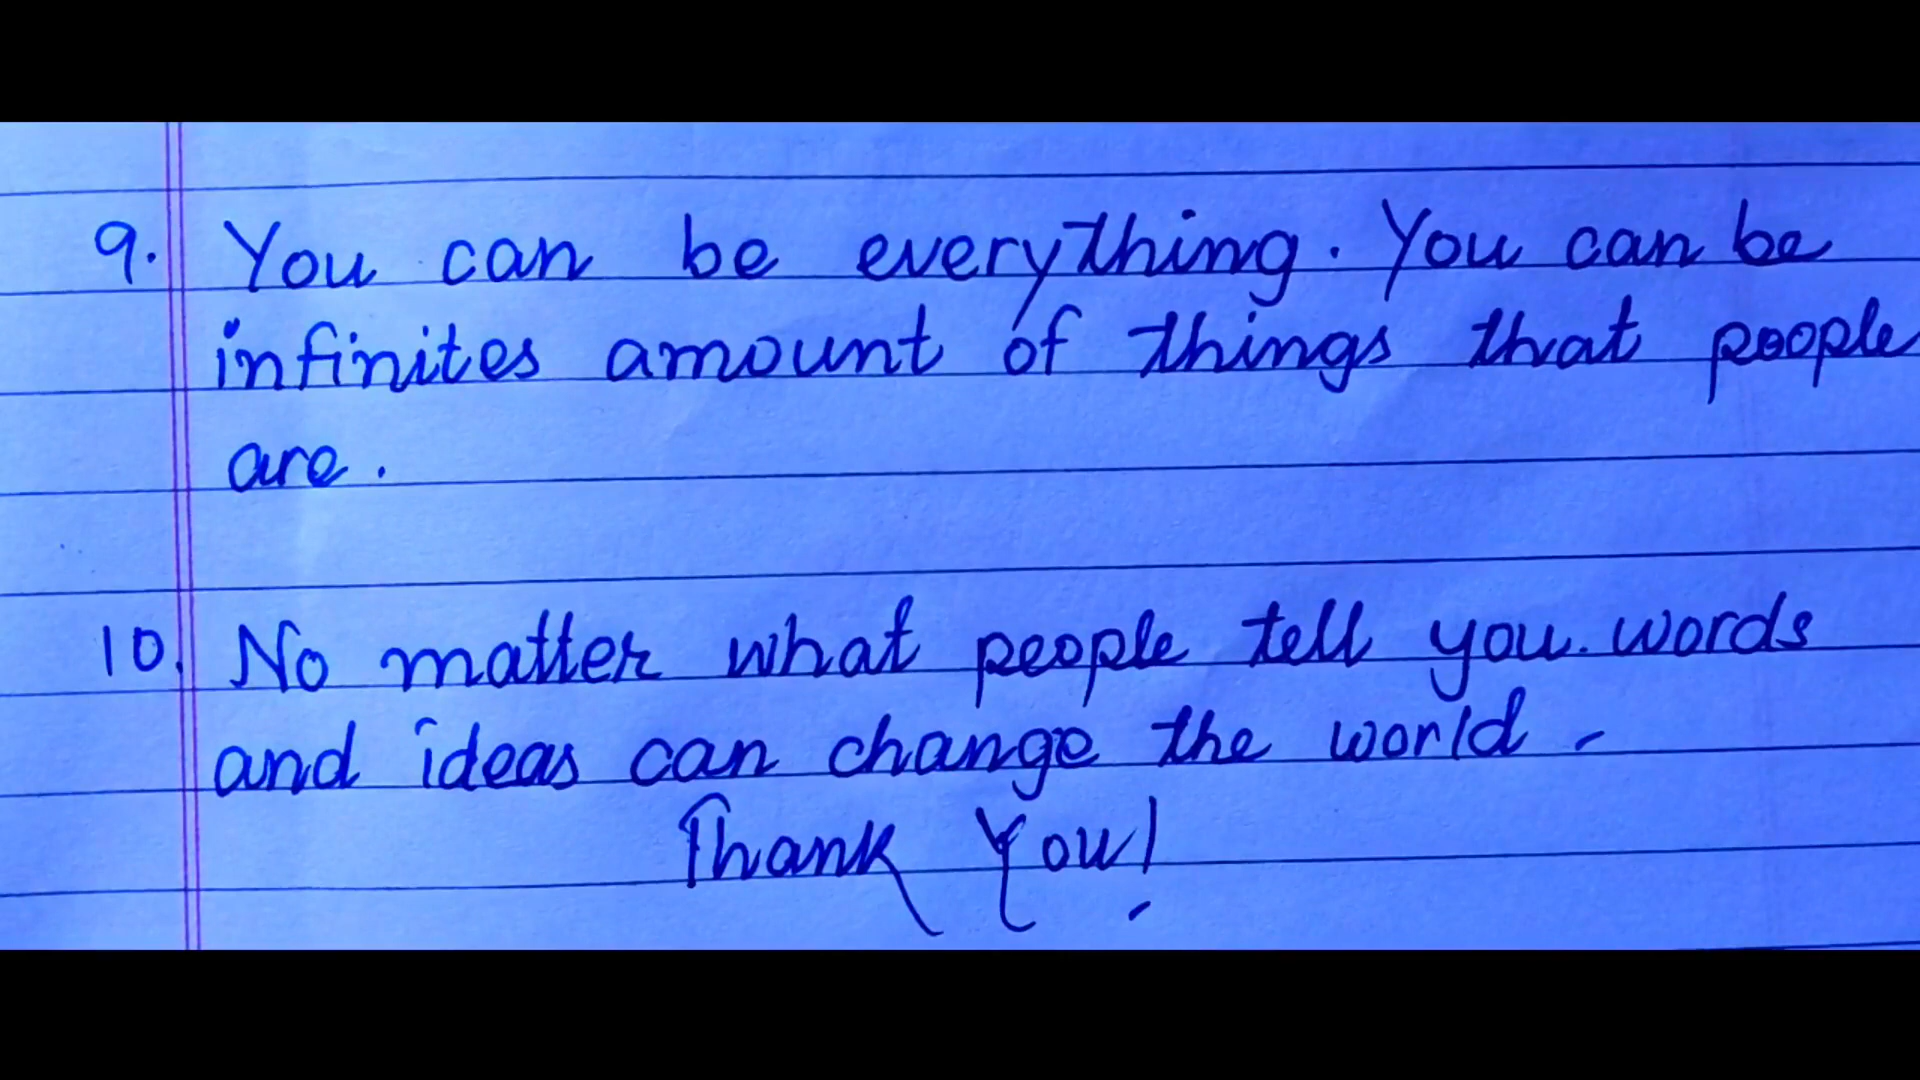 9. You can be everything. You can be
infinites amount of things that people
are.
10. No matter what people tell you. words
and ideas can change the world.
Thank You!